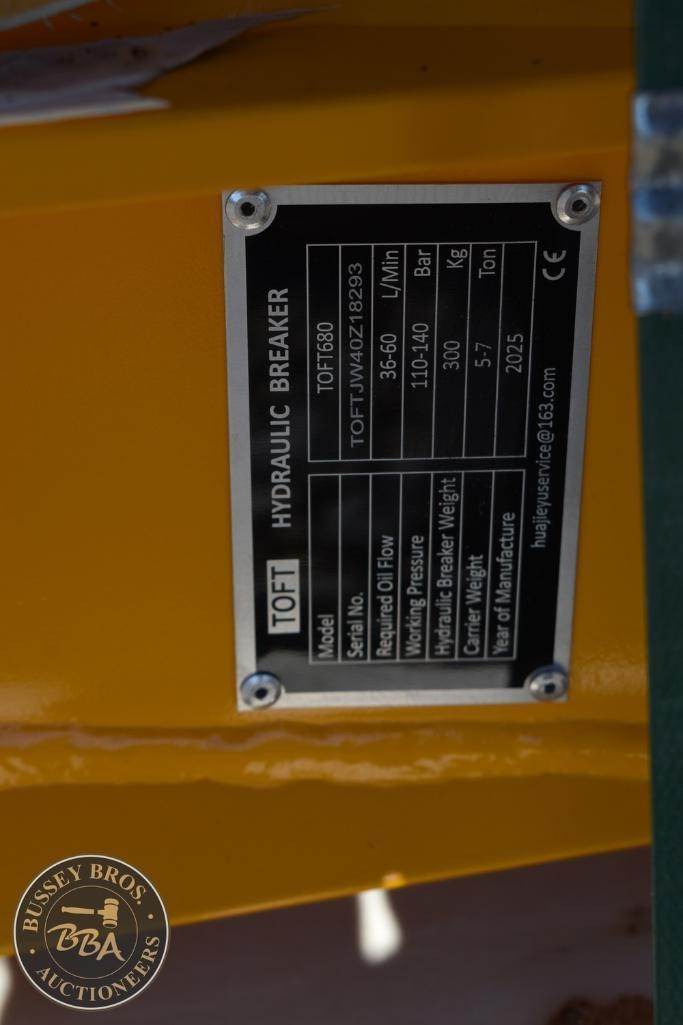 TOFT HYDRAULIC BREAKER
Model TOFT680
Serial No. TOFTJW40Z18293
Required Oil Flow 36-60 L/Min
Working Pressure 110-140 Bar
Hydraulic Breaker Weight 300 Kg
Carrier Weight 5-7 Ton
Year of Manufacture 2025
huajieyuservice@163.com CE
BUSSEY BROS.
BBA
AUCTIONEERS